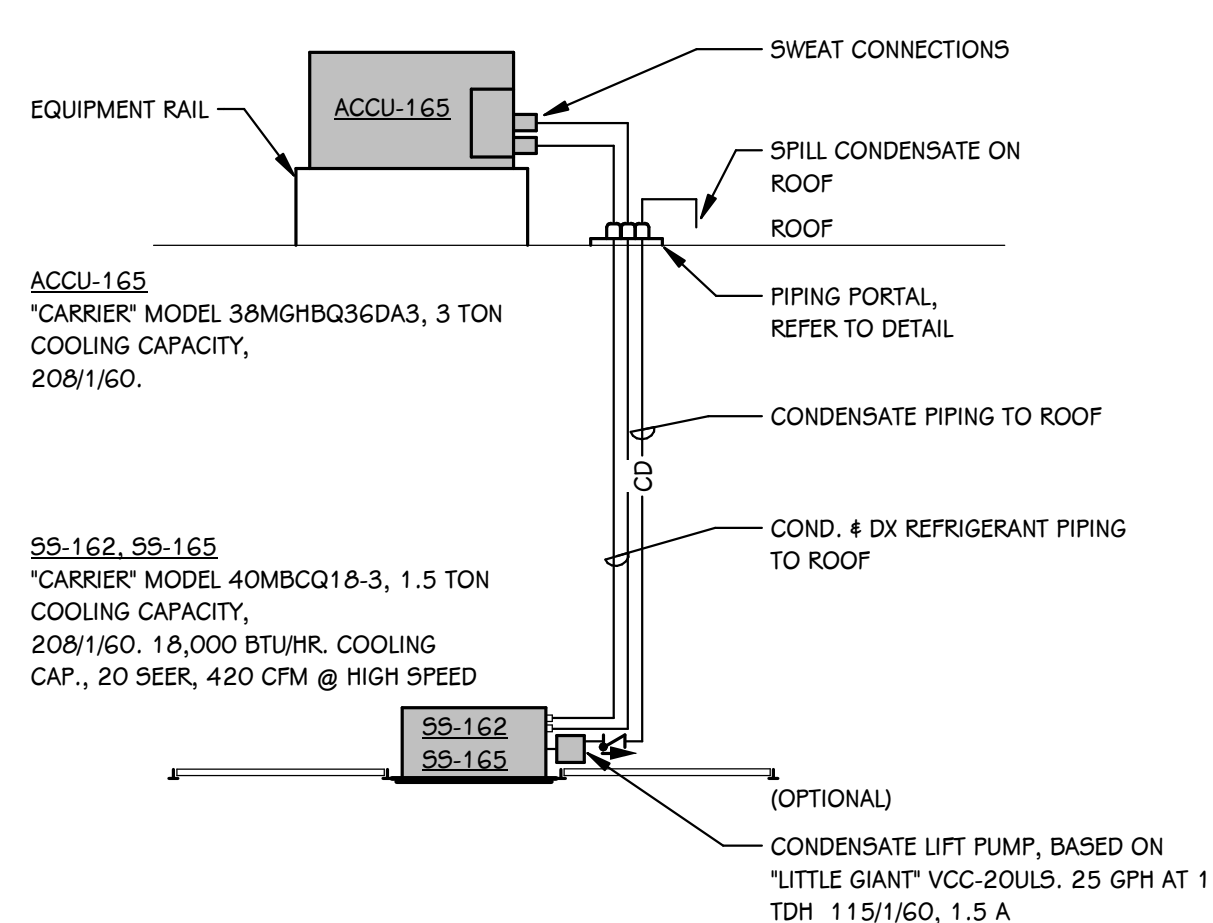 SWEAT CONNECTIONS
EQUIPMENT RAIL
ACCU-165
SPILL CONDENSATE ON
ROOF
ROOF
ACCU-165
"CARRIER" MODEL 38MGHBQ36DA3, 3 TON
COOLING CAPACITY,
208/1/60.
PIPING PORTAL,
REFER TO DETAIL
CONDENSATE PIPING TO ROOF
CD
COND. & DX REFRIGERANT PIPING
TO ROOF
SS-162, SS-165
"CARRIER" MODEL 40MBCQ18-3, 1.5 TON
COOLING CAPACITY,
208/1/60. 18,000 BTU/HR. COOLING
CAP., 20 SEER, 420 CFM @ HIGH SPEED
SS-162
SS-165
(OPTIONAL)
CONDENSATE LIFT PUMP, BASED ON
"LITTLE GIANT" VCC-20ULS. 25 GPH AT 1
TDH 115/1/60, 1.5 A